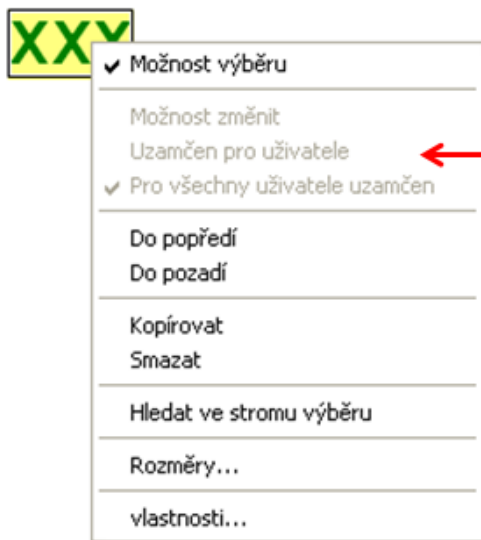 XXX
Možnost výběru
Možnost změnit
Uzamčen pro uživatele
Pro všechny uživatele uzamčen
Do popředí
Do pozadí
Kopírovat
Smazat
Hledat ve stromu výběru
Rozměry...
vlastnosti...